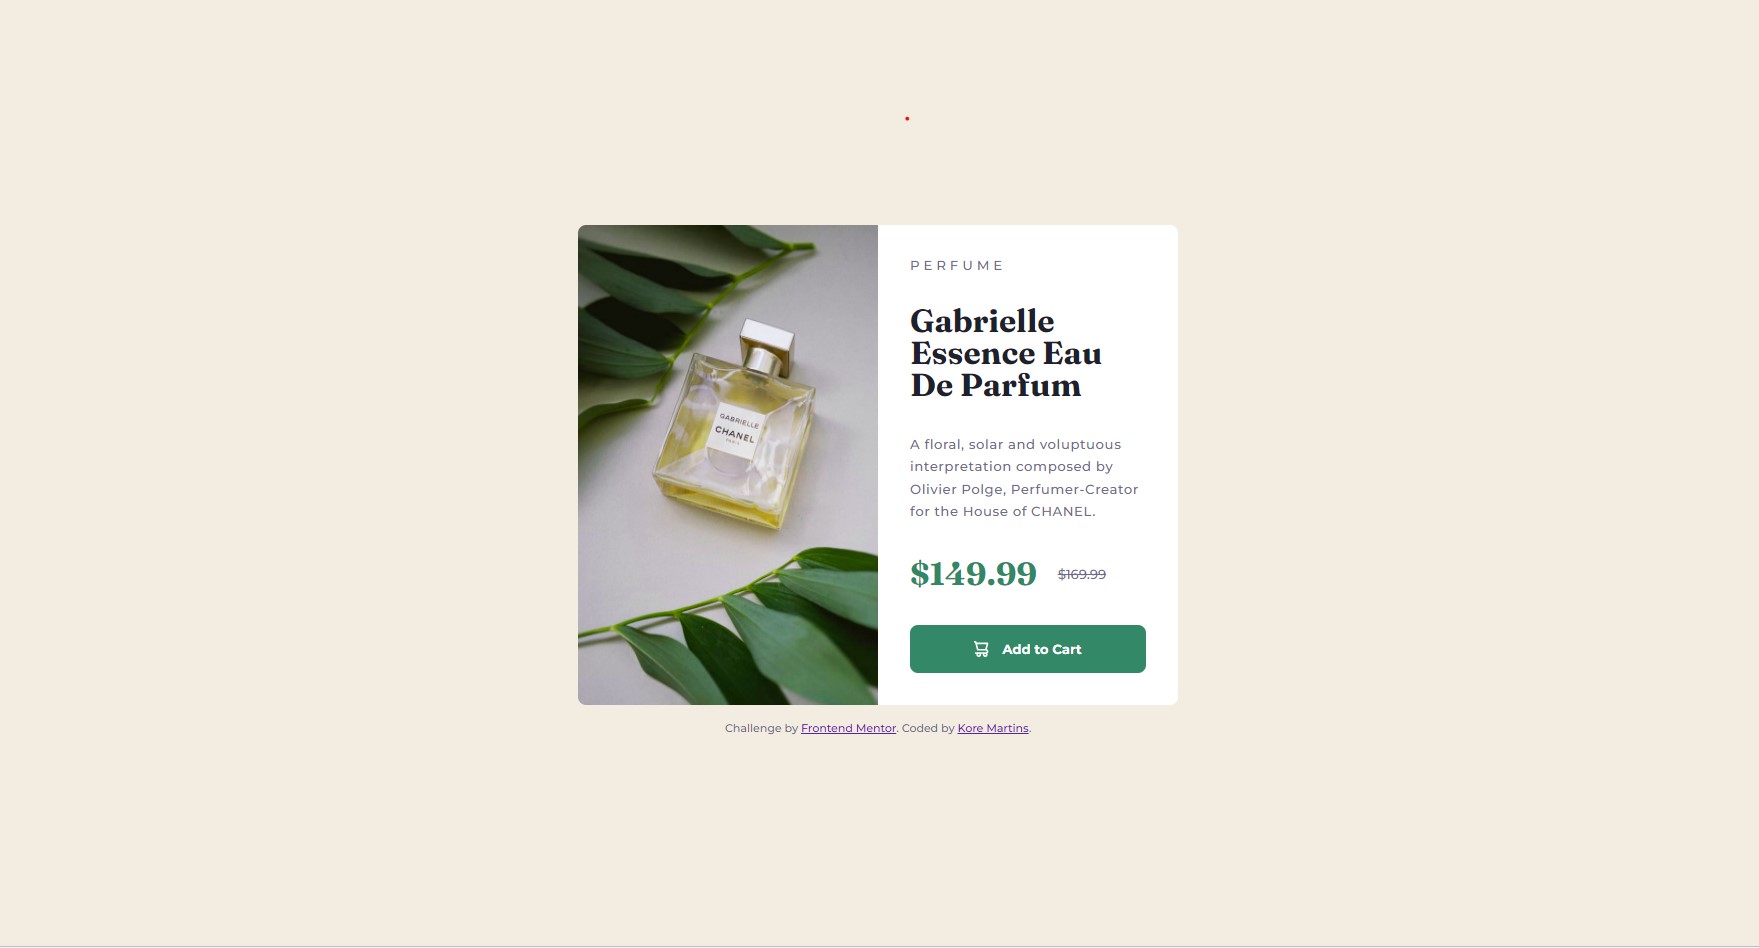 PERFUME
Gabrielle
Essence Eau
De Parfum
A floral, solar and voluptuous
interpretation composed by
Olivier Polge, Perfumer-Creator
for the House of CHANEL.
$149.99 $169.99
Add to Cart
GABRIELLE
CHANEL
PARIS
Challenge by Frontend Mentor. Coded by Kore Martins.